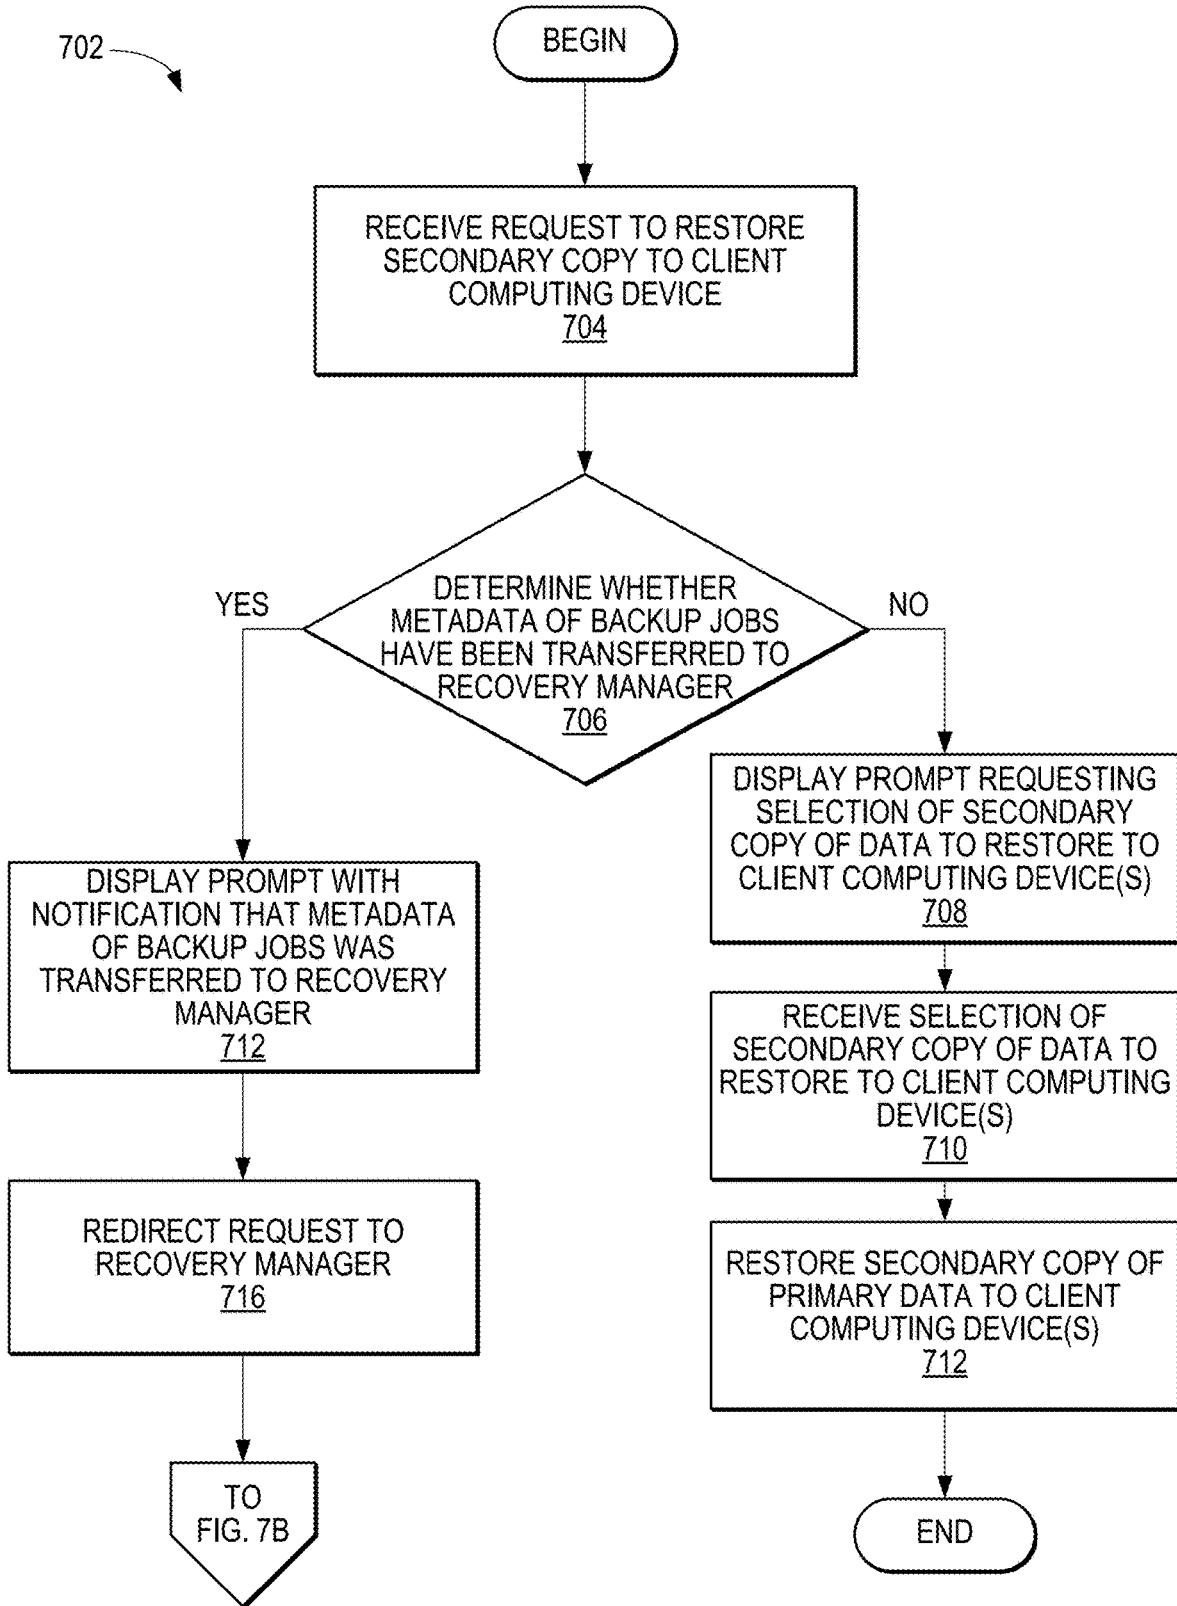 702
BEGIN
RECEIVE REQUEST TO RESTORE
SECONDARY COPY TO CLIENT
COMPUTING DEVICE
704
DETERMINE WHETHER
METADATA OF BACKUP JOBS
HAVE BEEN TRANSFERRED TO
RECOVERY MANAGER
706
YES
NO
DISPLAY PROMPT WITH
NOTIFICATION THAT METADATA
OF BACKUP JOBS WAS
TRANSFERRED TO RECOVERY
MANAGER
712
REDIRECT REQUEST TO
RECOVERY MANAGER
716
TO
FIG. 7B
DISPLAY PROMPT REQUESTING
SELECTION OF SECONDARY
COPY OF DATA TO RESTORE TO
CLIENT COMPUTING DEVICE(S)
708
RECEIVE SELECTION OF
SECONDARY COPY OF DATA TO
RESTORE TO CLIENT COMPUTING
DEVICE(S)
710
RESTORE SECONDARY COPY OF
PRIMARY DATA TO CLIENT
COMPUTING DEVICE(S)
712
END